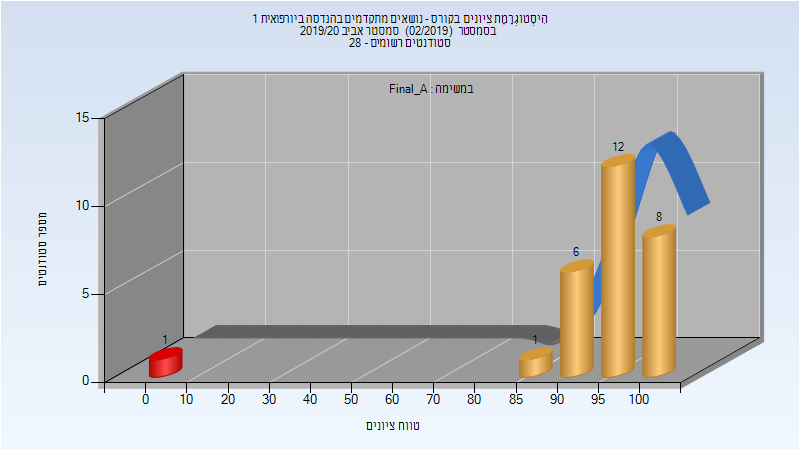 היסטוגרמת ציונים בקורס - נושאים מתקדמים בהנדסה ביורפואית 1
בסמסטר (02/2019) סמסטר אביב 2019/20
סטודנטים רשומים - 28
במשימה : Final_A
מספר סטודנטים
15
10
5
0
1
1
6
12
8
0 10 20 30 40 50 60 70 80 85 90 95 100
טווח ציונים